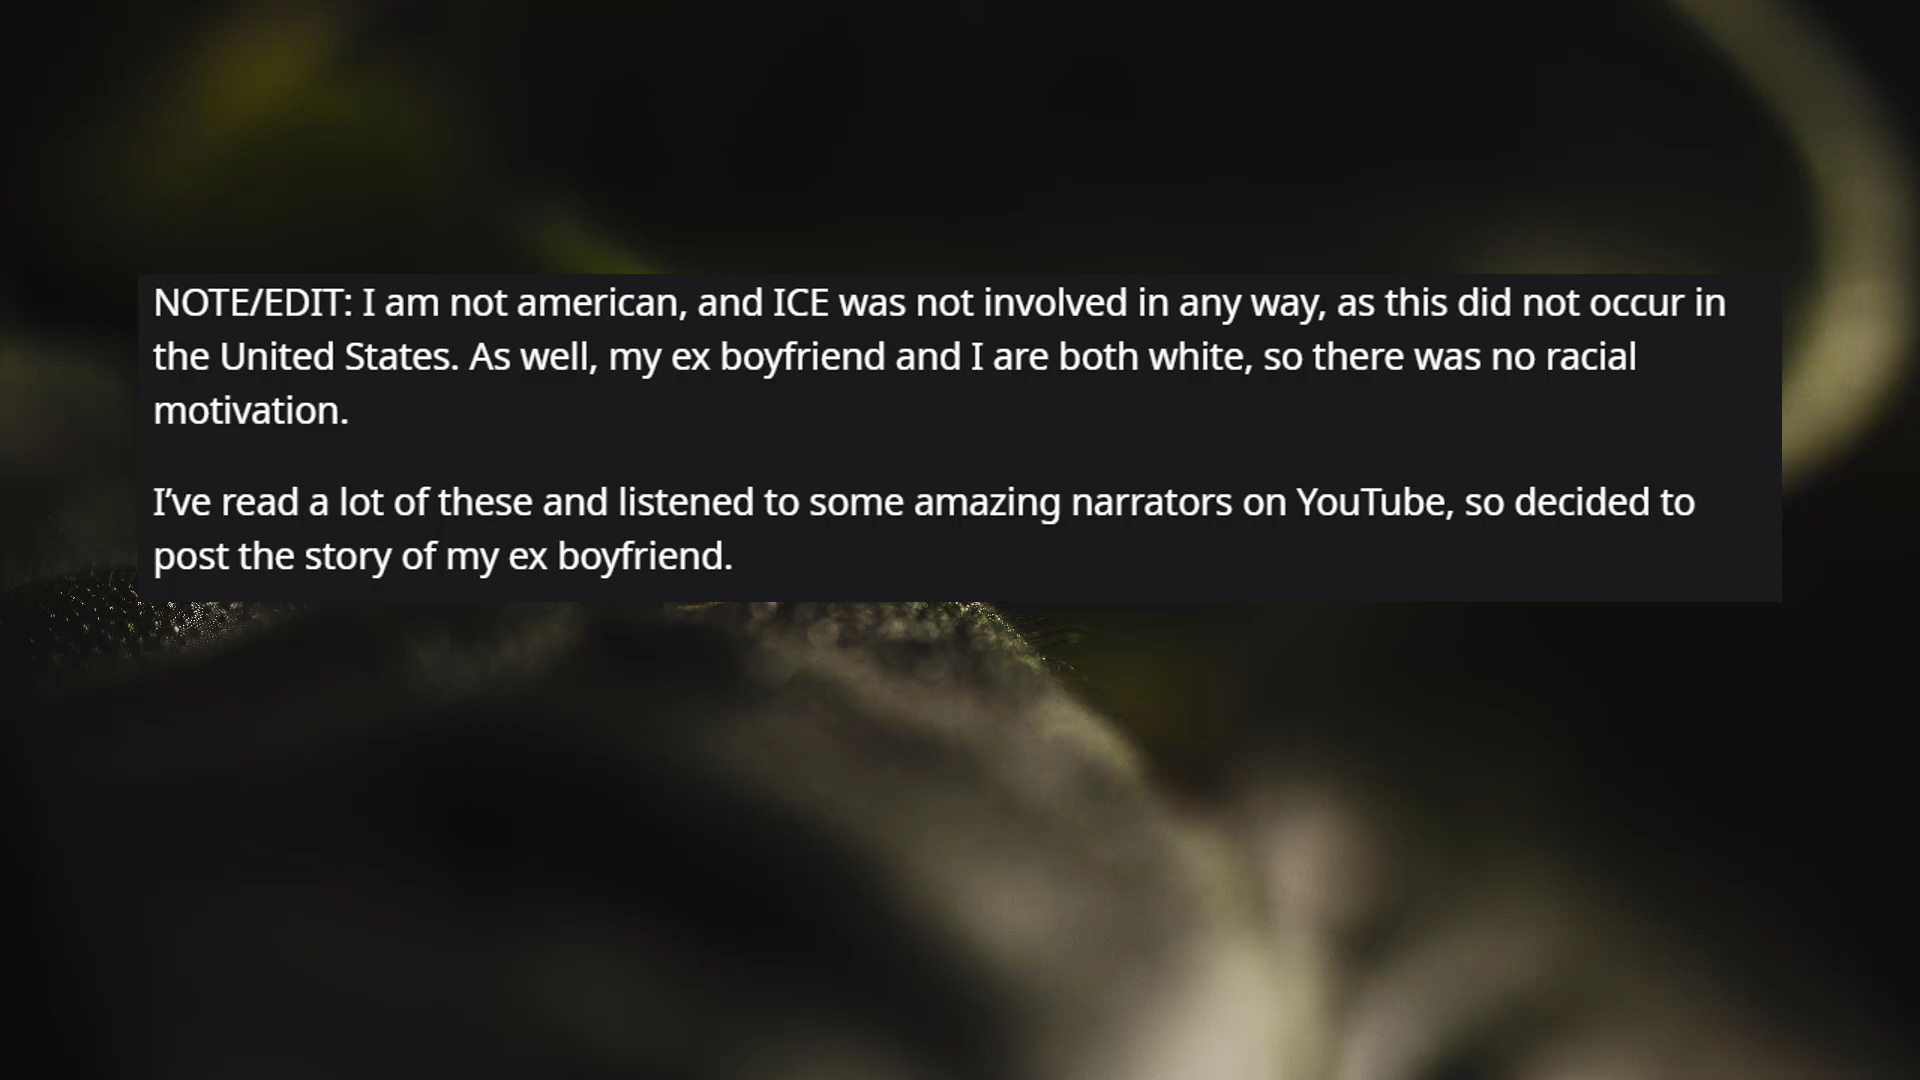 NOTE/EDIT: I am not american, and ICE was not involved in any way, as this did not occur in
the United States. As well, my ex boyfriend and I are both white, so there was no racial
motivation.
I’ve read a lot of these and listened to some amazing narrators on YouTube, so decided to
post the story of my ex boyfriend.